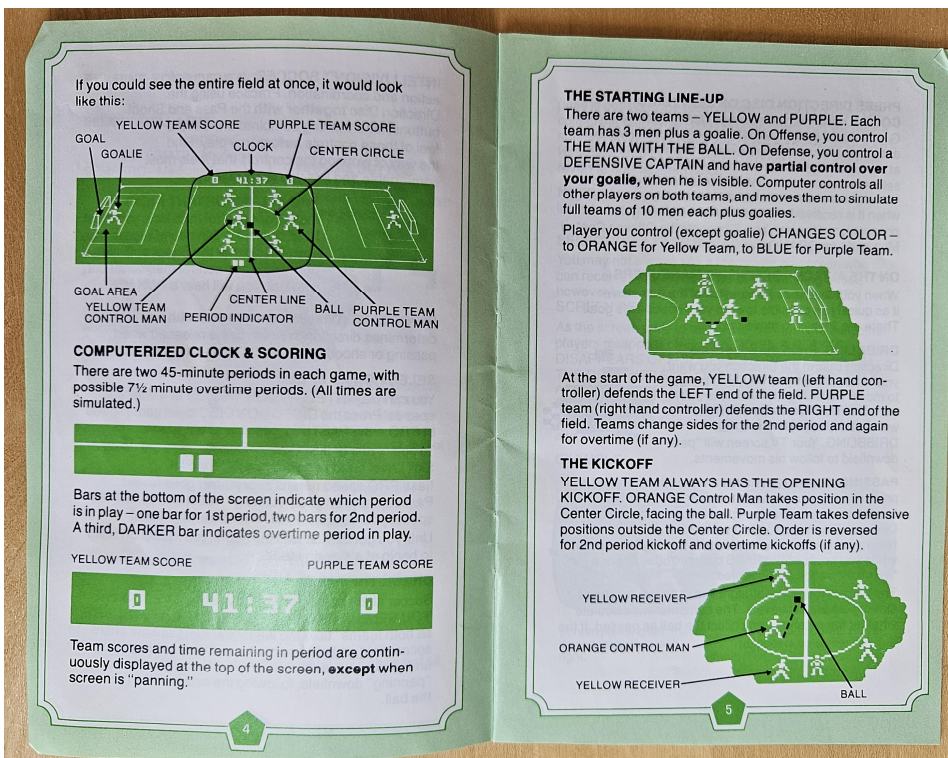 If you could see the entire field at once, it would look
like this:
YELLOW TEAM SCORE
PURPLE TEAM SCORE
GOAL
CLOCK
GOALIE
CENTER CIRCLE
0 41:37 0
GOAL AREA
YELLOW TEAM
CONTROL MAN
CENTER LINE
PERIOD INDICATOR
BALL
PURPLE TEAM
CONTROL MAN
COMPUTERIZED CLOCK & SCORING
There are two 45-minute periods in each game, with
possible 7½ minute overtime periods. (All times are
simulated.)
Bars at the bottom of the screen indicate which period
is in play – one bar for 1st period, two bars for 2nd period.
A third, DARKER bar indicates overtime period in play.
YELLOW TEAM SCORE
PURPLE TEAM SCORE
0 41:37 0
Team scores and time remaining in period are contin-
uously displayed at the top of the screen, except when
screen is "panning."
4
THE STARTING LINE-UP
There are two teams – YELLOW and PURPLE. Each
team has 3 men plus a goalie. On Offense, you control
THE MAN WITH THE BALL. On Defense, you control a
DEFENSIVE CAPTAIN and have partial control over
your goalie, when he is visible. Computer controls all
other players on both teams, and moves them to simulate
full teams of 10 men each plus goalies.
Player you control (except goalie) CHANGES COLOR –
to ORANGE for Yellow Team, to BLUE for Purple Team.
At the start of the game, YELLOW team (left hand con-
troller) defends the LEFT end of the field. PURPLE
team (right hand controller) defends the RIGHT end of the
field. Teams change sides for the 2nd period and again
for overtime (if any).
THE KICKOFF
YELLOW TEAM ALWAYS HAS THE OPENING
KICKOFF. ORANGE Control Man takes position in the
Center Circle, facing the ball. Purple Team takes defensive
positions outside the Center Circle. Order is reversed
for 2nd period kickoff and overtime kickoffs (if any).
YELLOW RECEIVER
ORANGE CONTROL MAN
YELLOW RECEIVER
BALL
5